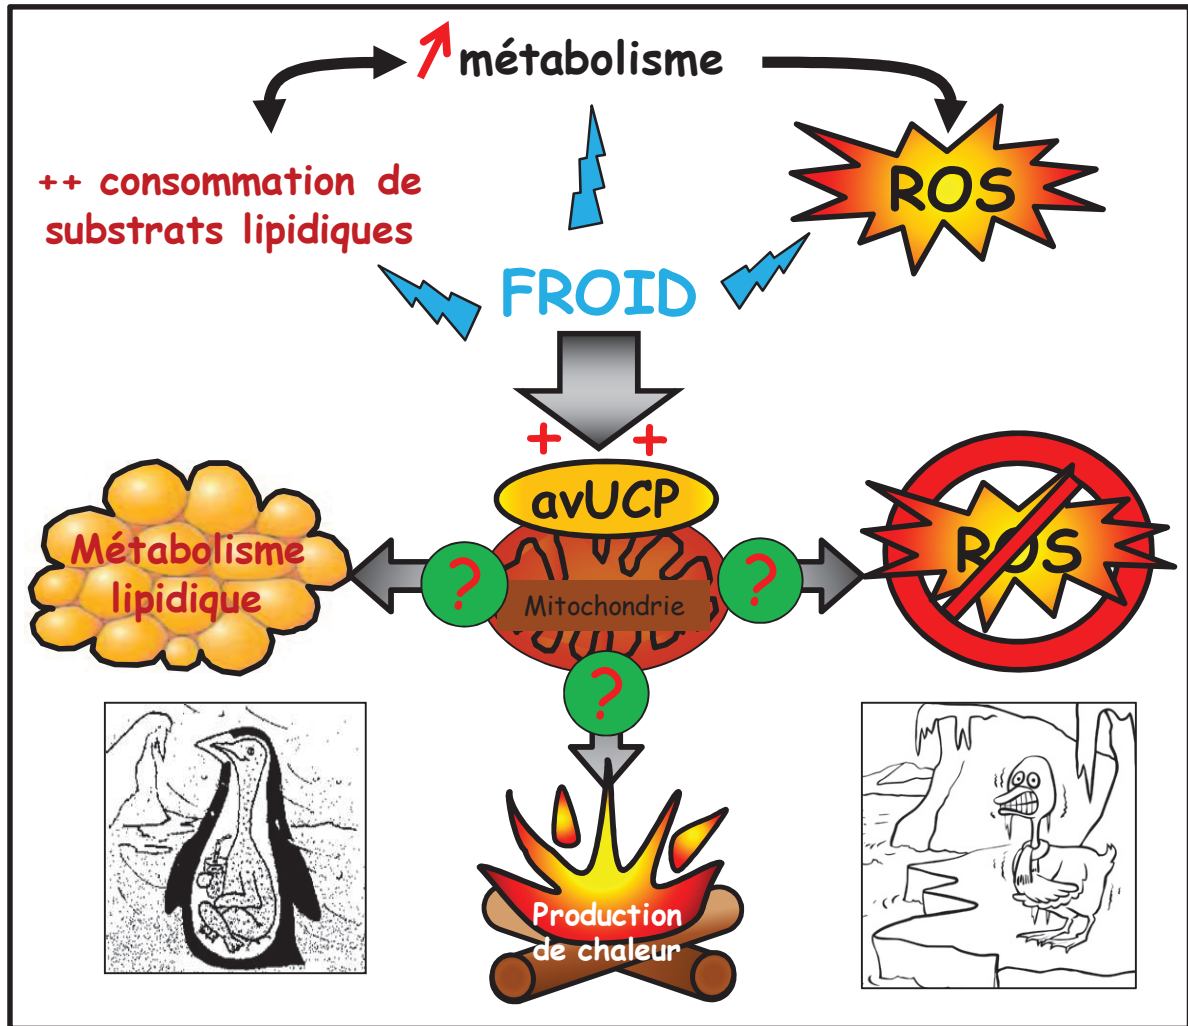 métabolisme
++ consommation de
substrats lipidiques
ROS
FROID
+ +
avUCP
Métabolisme
lipidique
?
Mitochondrie
?
ROS
?
Production
de chaleur